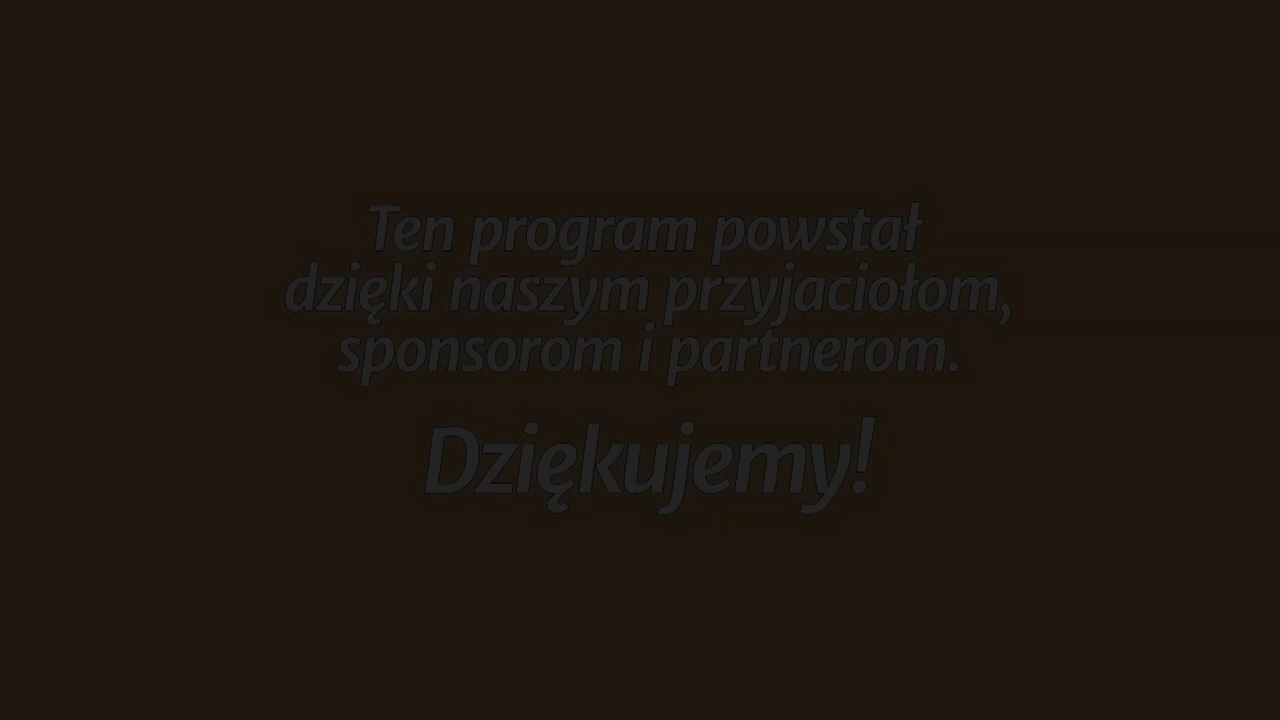 Ten program powstał
dzięki naszym przyjaciołom,
sponsorom i partnerom.
Dziękujemy!